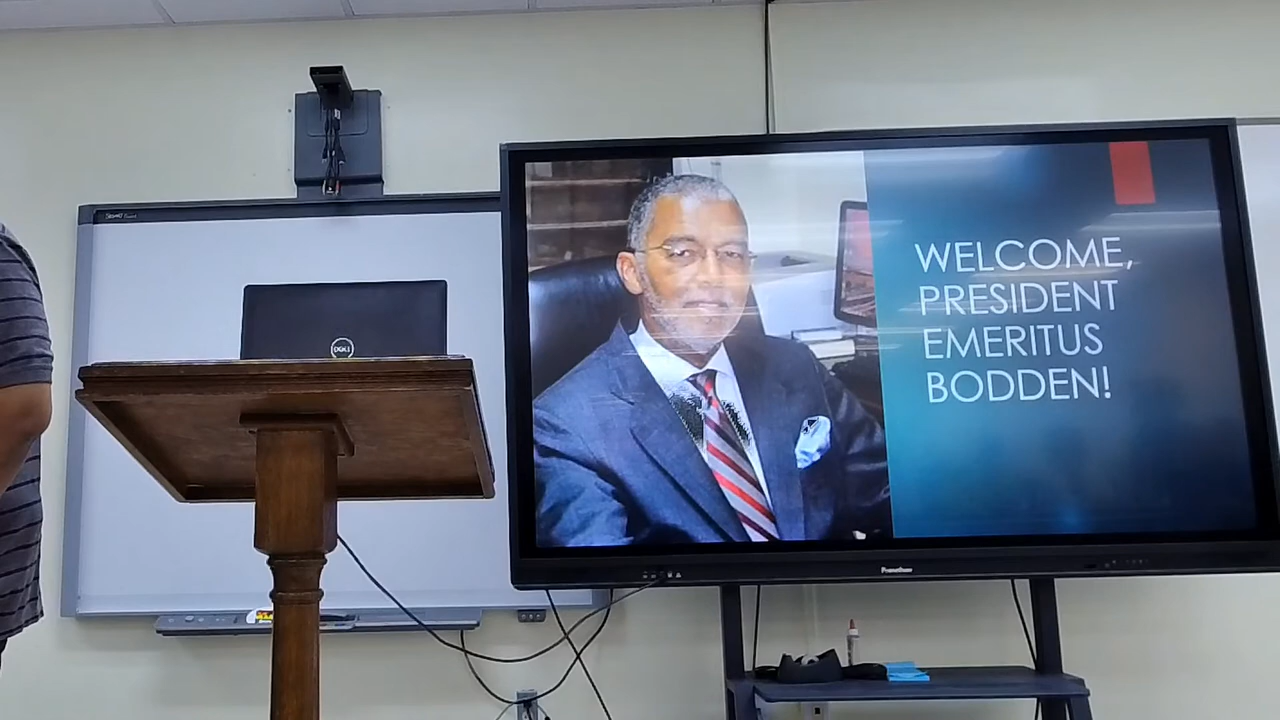 DELL
WELCOME,
PRESIDENT
EMERITUS
BODDEN!
Promethean